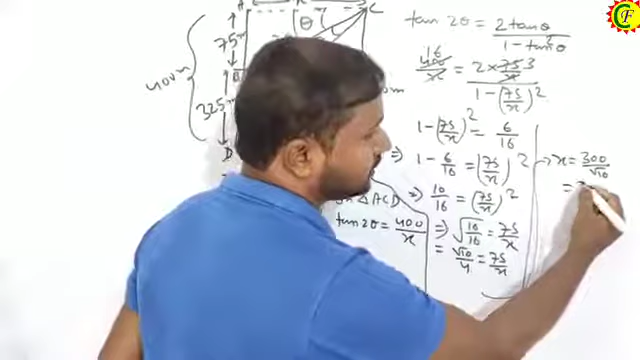 A
C
θ
75m
B
400m
325m
D
tan 2θ = 2tanθ / 1 - tan²θ
16
400/x = 2×75 3/x / 1-(75/x)²
1-(75/x)² = 6/16
⇒ 1 - 6/16 = (75/x)²
10/16 = (75/x)²
⇒ √10/16 = 75/x
= √10/4 = 75/x
△ACD
tan 2θ = 400/x
x = 300/√10
=
CF